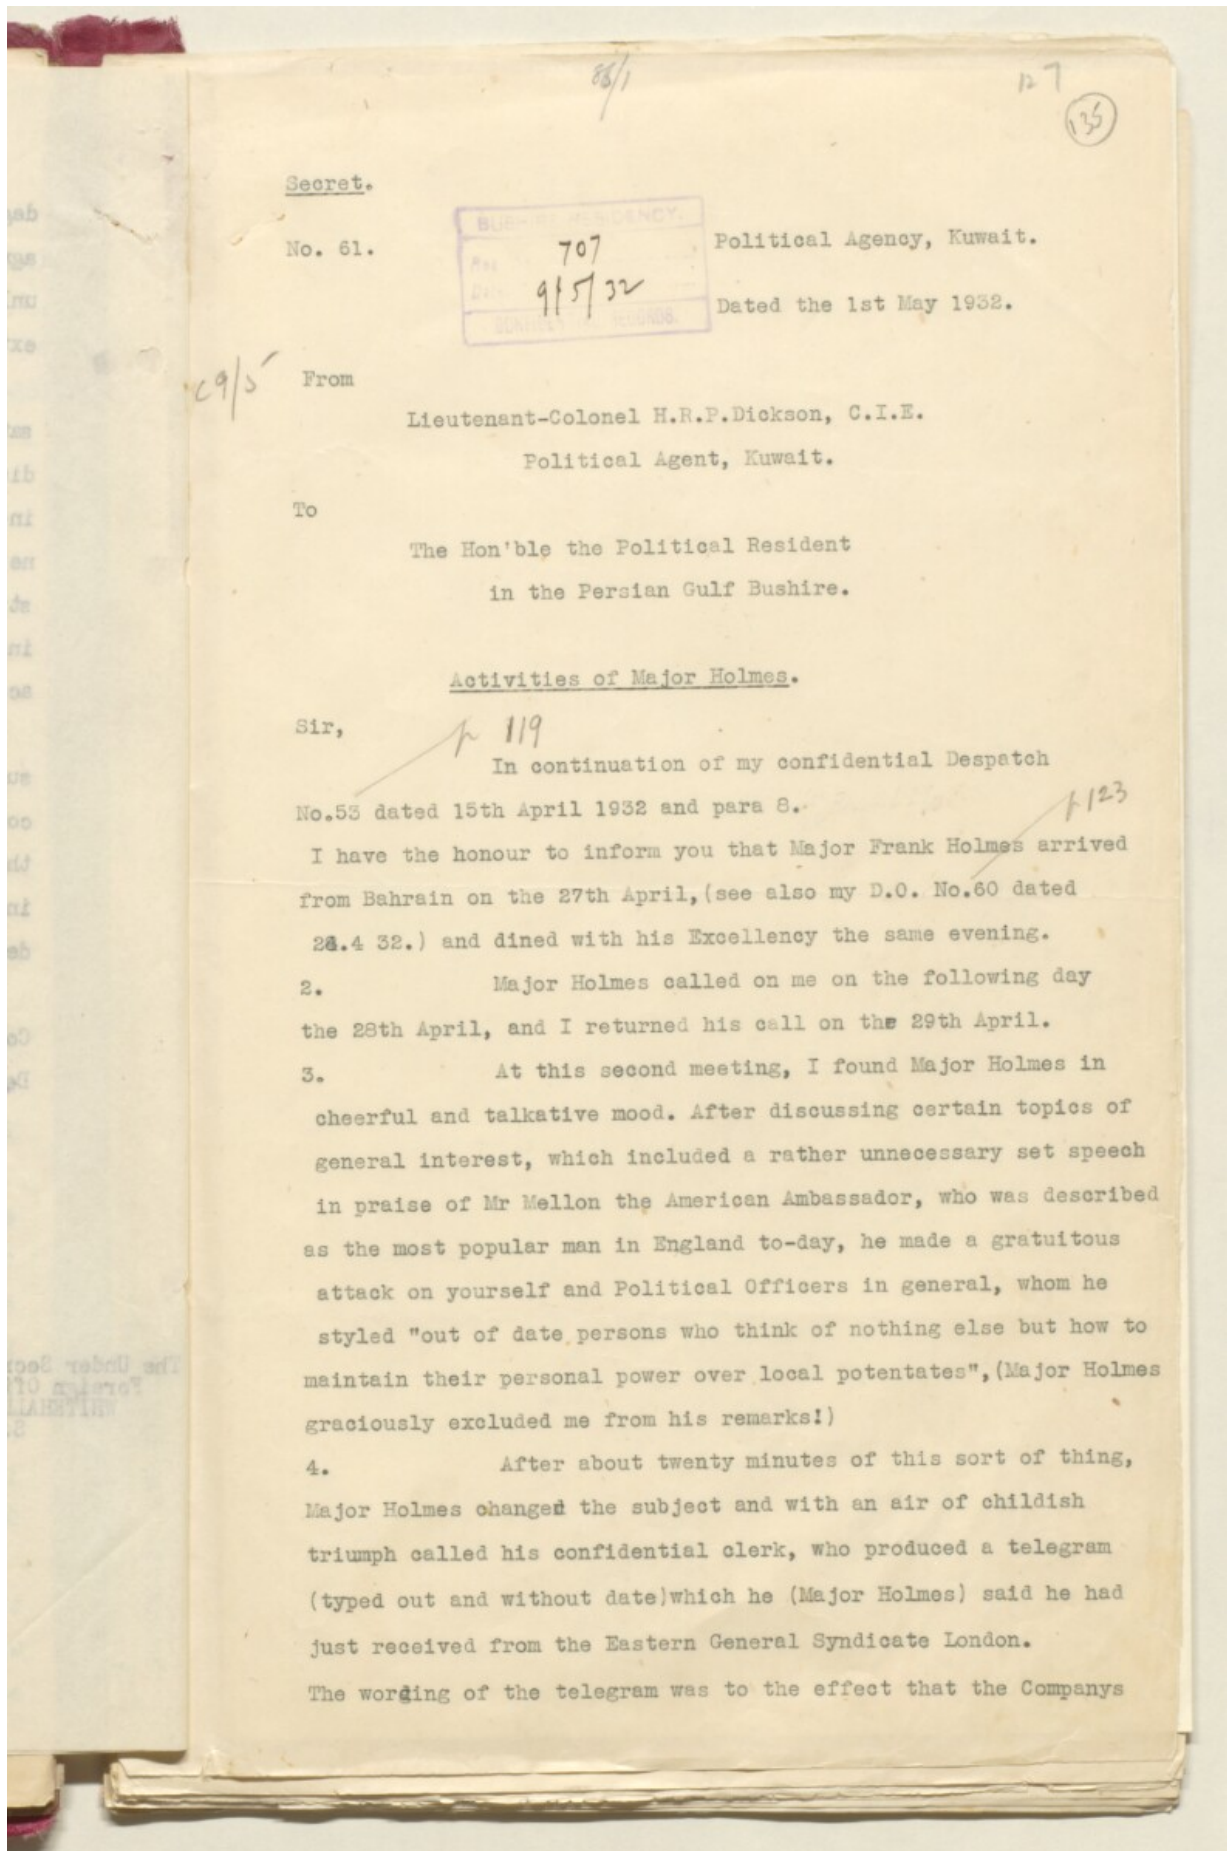 86/1
127
135
Secret.
No. 61.
BUSHIRE RESIDENCY.
707
9/5/32
CONFIDENTIAL RECORDS.
Political Agency, Kuwait.
Dated the 1st May 1932.
9/5
From
Lieutenant-Colonel H.R.P.Dickson, C.I.E.
Political Agent, Kuwait.
To
The Hon'ble the Political Resident
in the Persian Gulf Bushire.
Activities of Major Holmes.
Sir,
p 119
In continuation of my confidential Despatch
No.53 dated 15th April 1932 and para 8.
p 123
I have the honour to inform you that Major Frank Holmes arrived
from Bahrain on the 27th April,(see also my D.O. No.60 dated
28.4 32.) and dined with his Excellency the same evening.
2. Major Holmes called on me on the following day
the 28th April, and I returned his call on the 29th April.
3. At this second meeting, I found Major Holmes in
cheerful and talkative mood. After discussing certain topics of
general interest, which included a rather unnecessary set speech
in praise of Mr Mellon the American Ambassador, who was described
as the most popular man in England to-day, he made a gratuitous
attack on yourself and Political Officers in general, whom he
styled "out of date persons who think of nothing else but how to
maintain their personal power over local potentates",(Major Holmes
graciously excluded me from his remarks!)
4. After about twenty minutes of this sort of thing,
Major Holmes changed the subject and with an air of childish
triumph called his confidential clerk, who produced a telegram
(typed out and without date)which he (Major Holmes) said he had
just received from the Eastern General Syndicate London.
The wording of the telegram was to the effect that the Companys